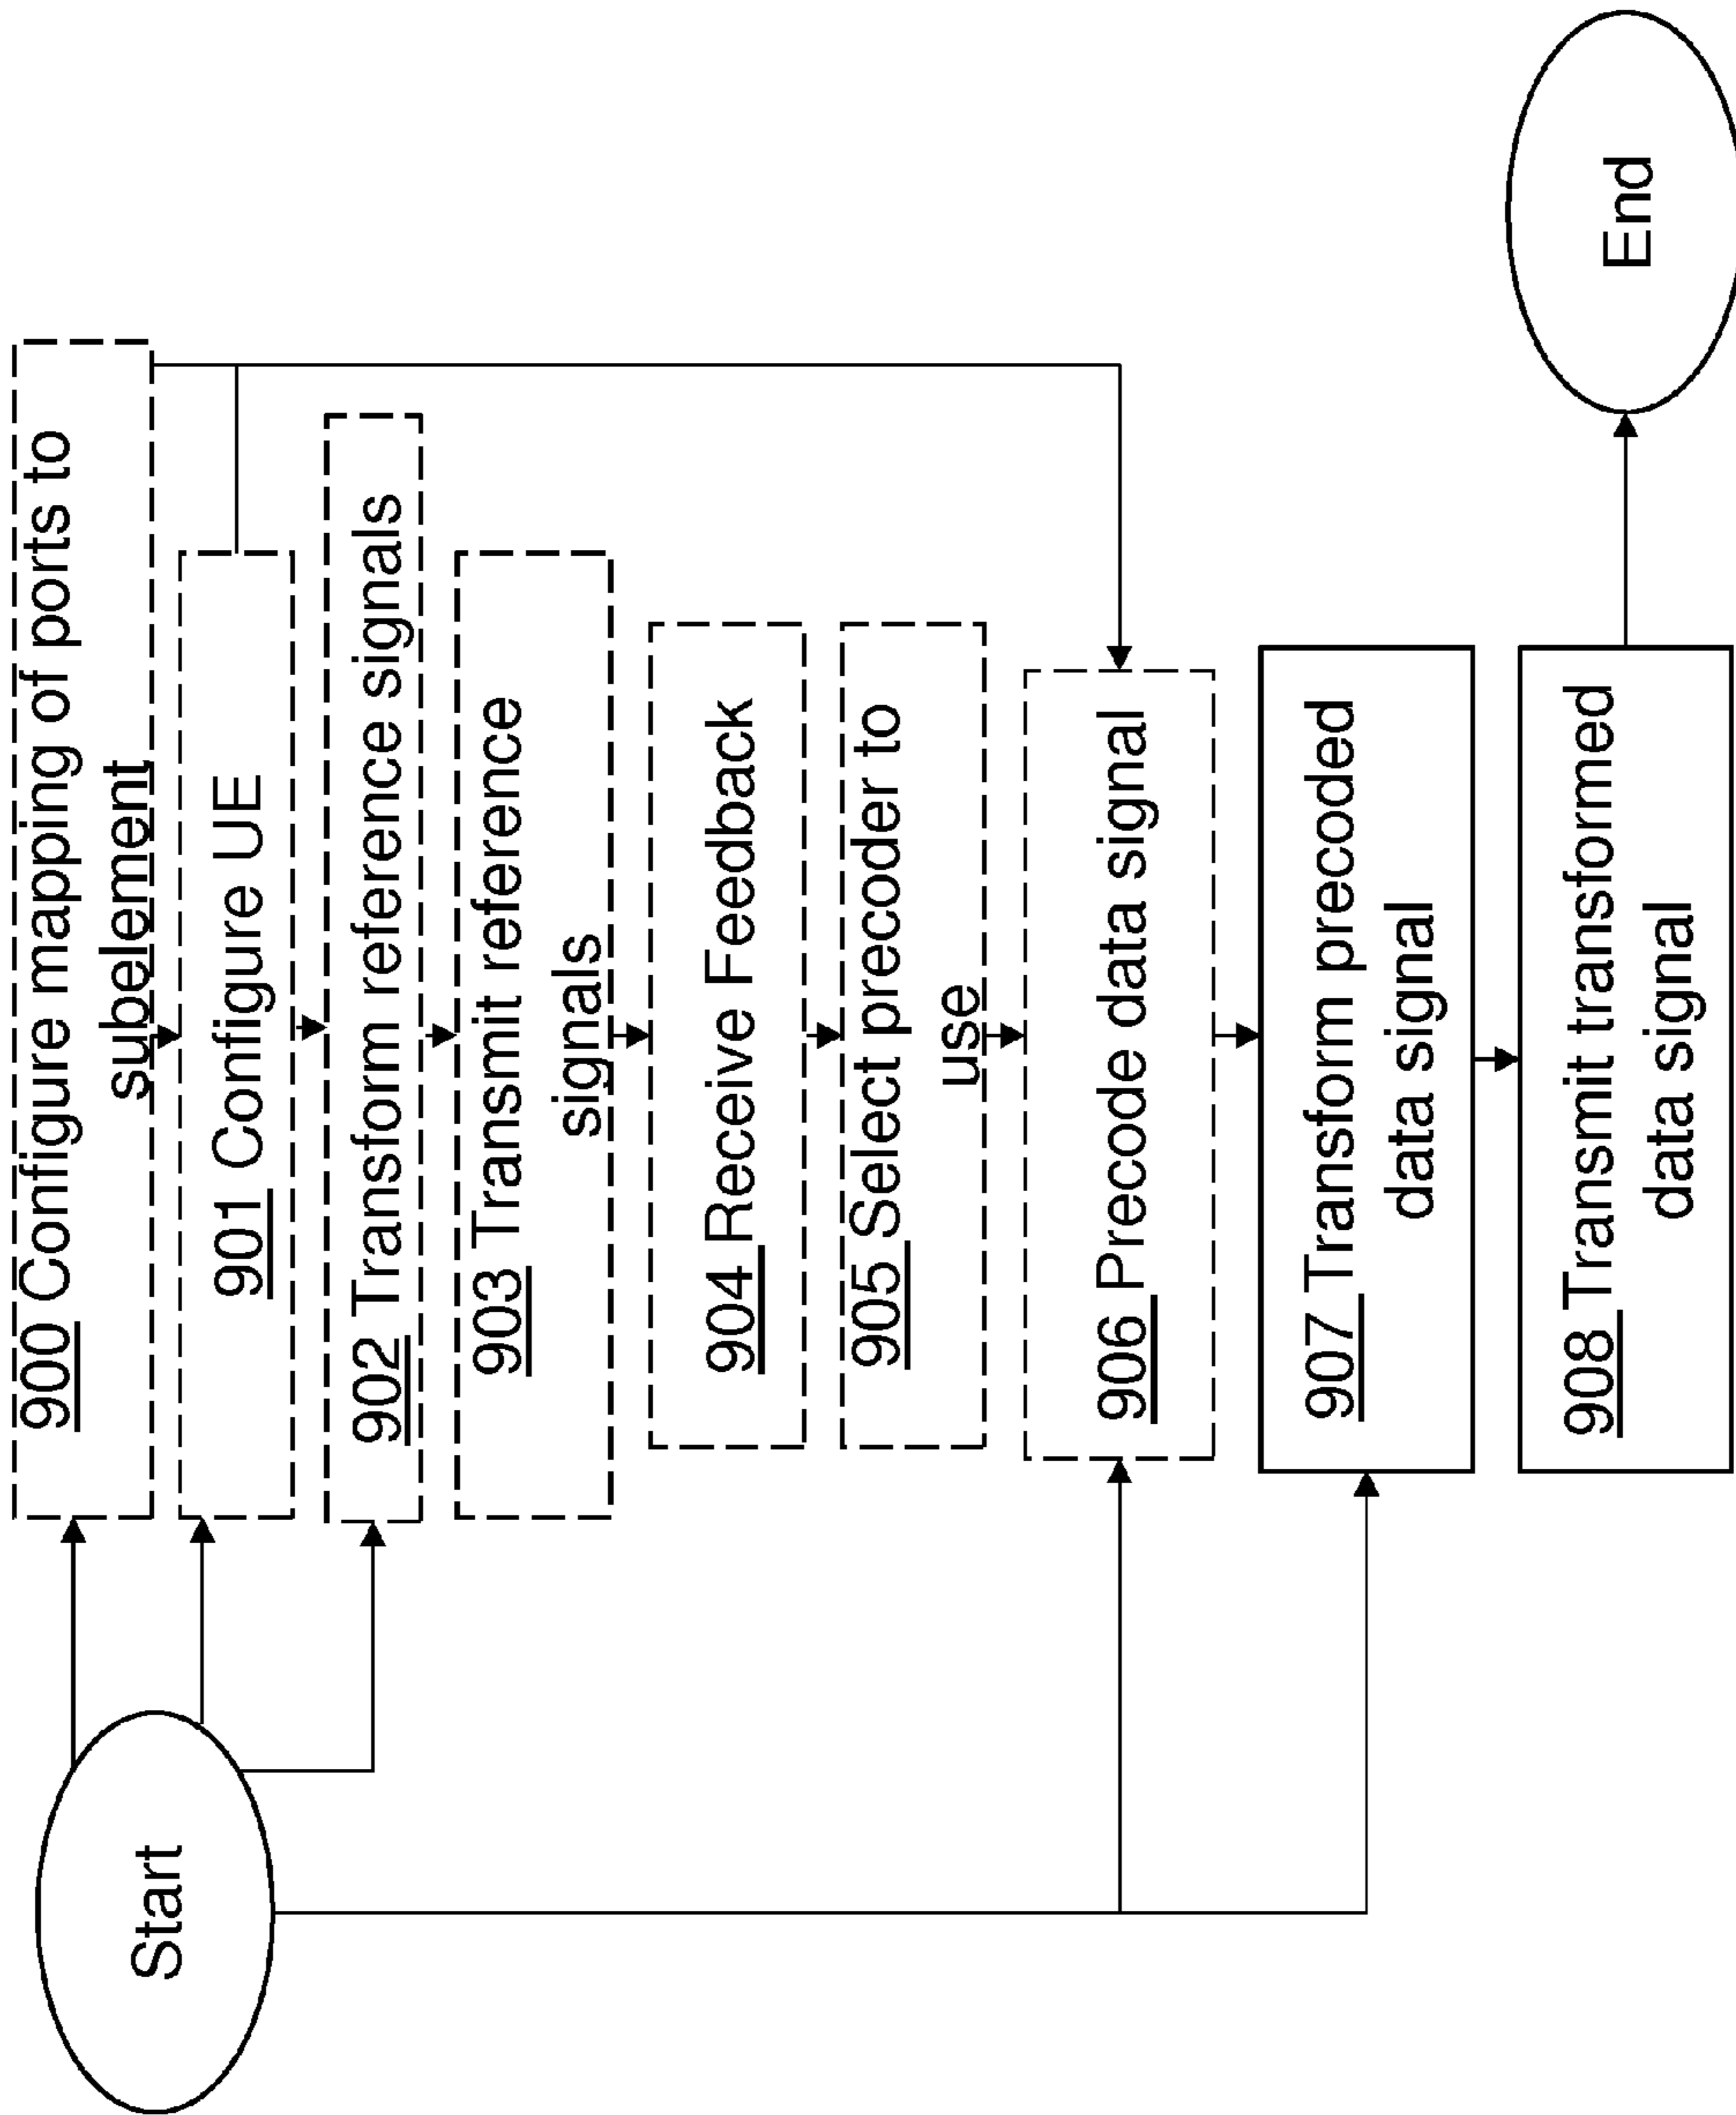 Start
900 Configure mapping of ports to
subelement
901 Configure UE
902 Transform reference signals
903 Transmit reference
signals
904 Receive Feedback
905 Select precoder to
use
906 Precode data signal
907 Transform precoded
data signal
908 Transmit transformed
data signal
End